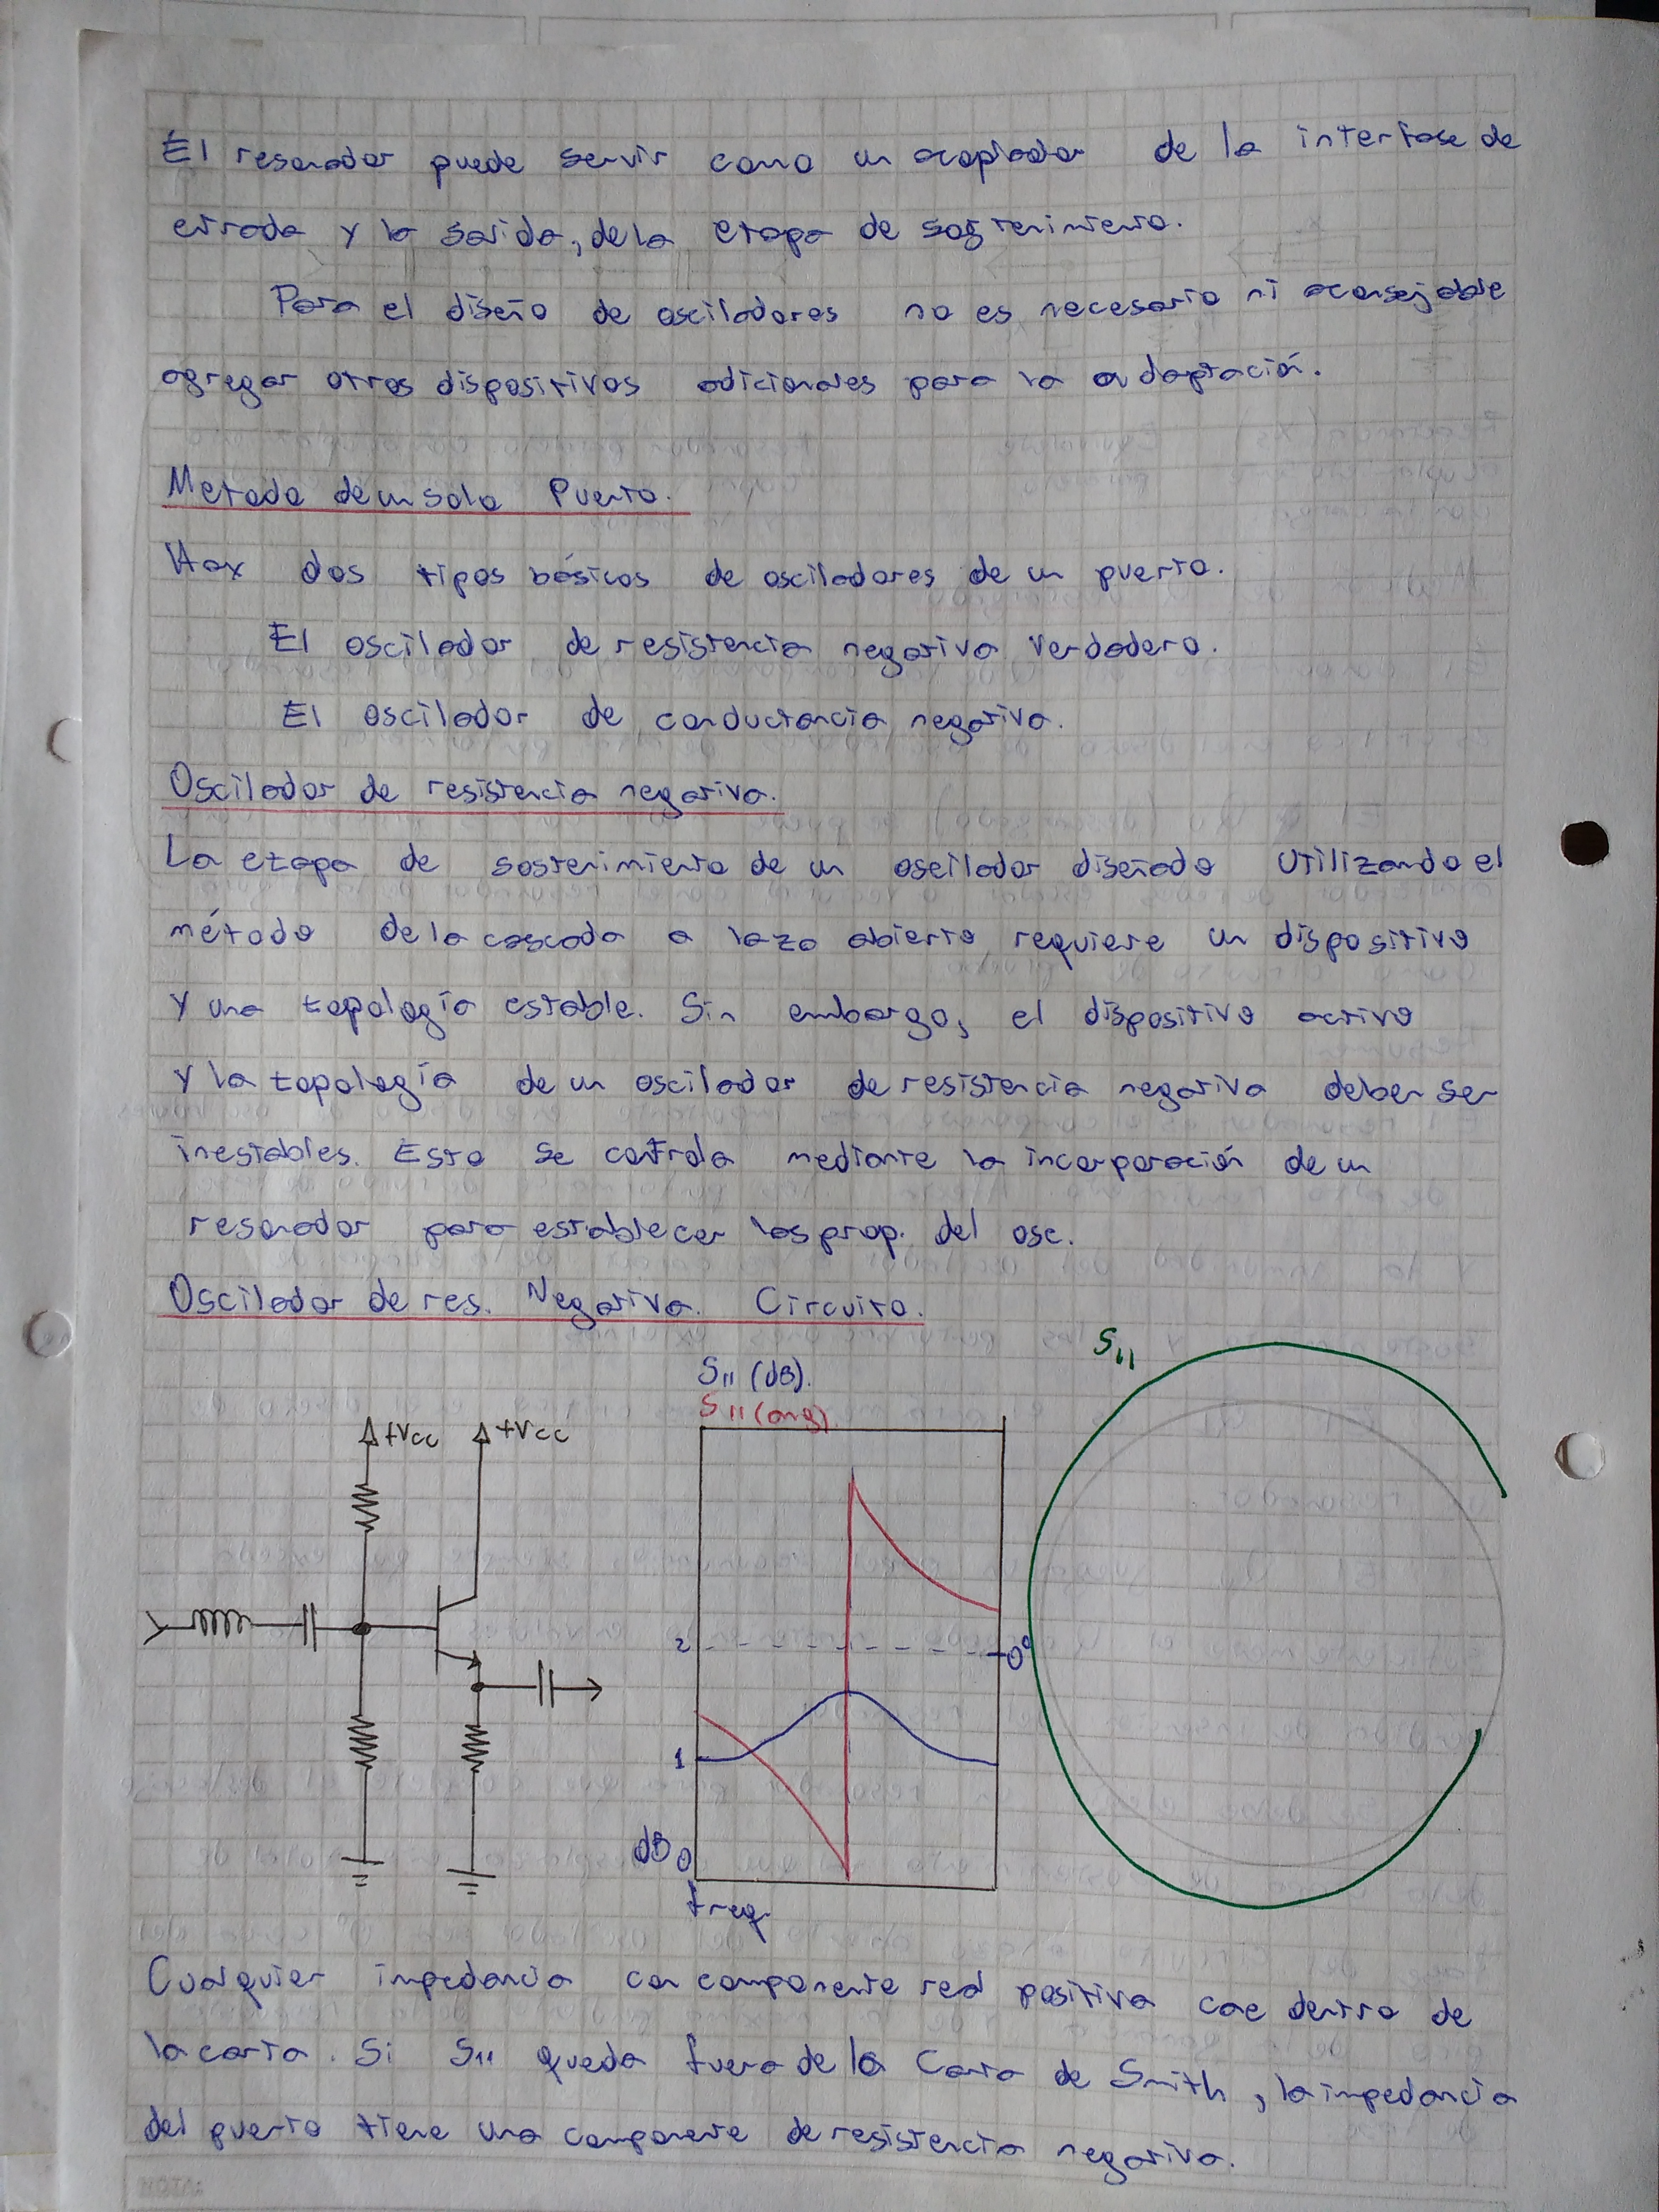 El resonador puede servir como un acoplador de la interfase de
entrada y la salida, de la etapa de sostenimiento.
Para el diseño de osciladores no es necesario ni aconsejable
agregar otros dispositivos adicionales para la adaptación.
Metodo de un solo Puerto.
Hay dos tipos básicos de osciladores de un puerto.
El oscilador de resistencia negativa verdadero.
El oscilador de conductancia negativa.
Oscilador de resistencia negativa.
La etapa de sostenimiento de un oscilador diseñado utilizando el
método de la cascada a lazo abierto requiere un dispositivo
y una topología estable. Sin embargo, el dispositivo activo
y la topología de un oscilador de resistencia negativa deben ser
inestables. Esto se controla mediante la incorporación de un
resonador para establecer las prop. del osc.
Oscilador de res. Negativa. Circuito.
S11
S11 (dB).
S11 (ang)
+Vcc +Vcc
2
0°
1
dB 0
freq.
Cualquier impedancia con componente real positiva cae dentro de
la carta. Si S11 queda fuera de la Carta de Smith, la impedancia
del puerto tiene una componente de resistencia negativa.